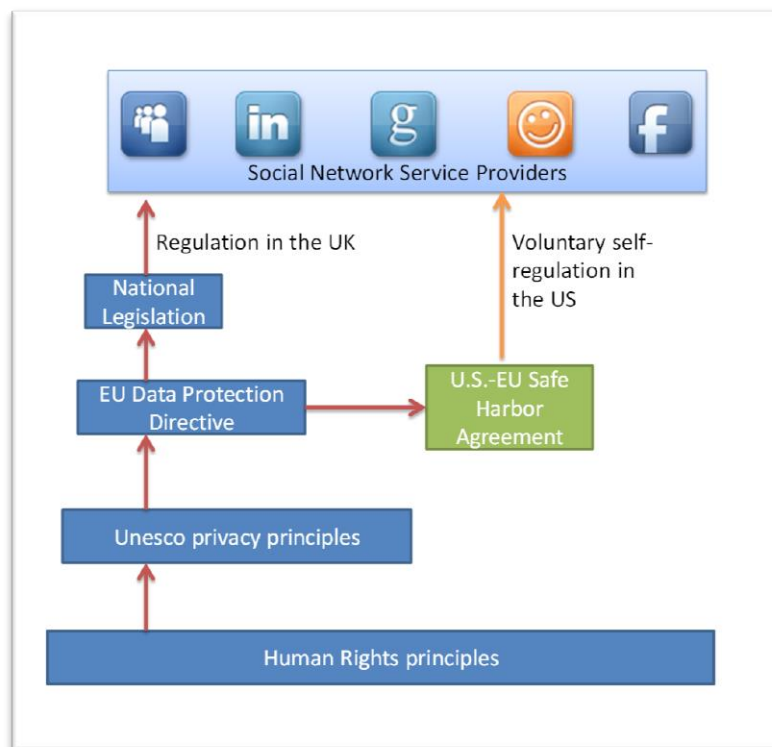 in
g
f
Social Network Service Providers
Regulation in the UK
Voluntary self-
regulation in
the US
National
Legislation
EU Data Protection
Directive
U.S.-EU Safe
Harbor
Agreement
Unesco privacy principles
Human Rights principles